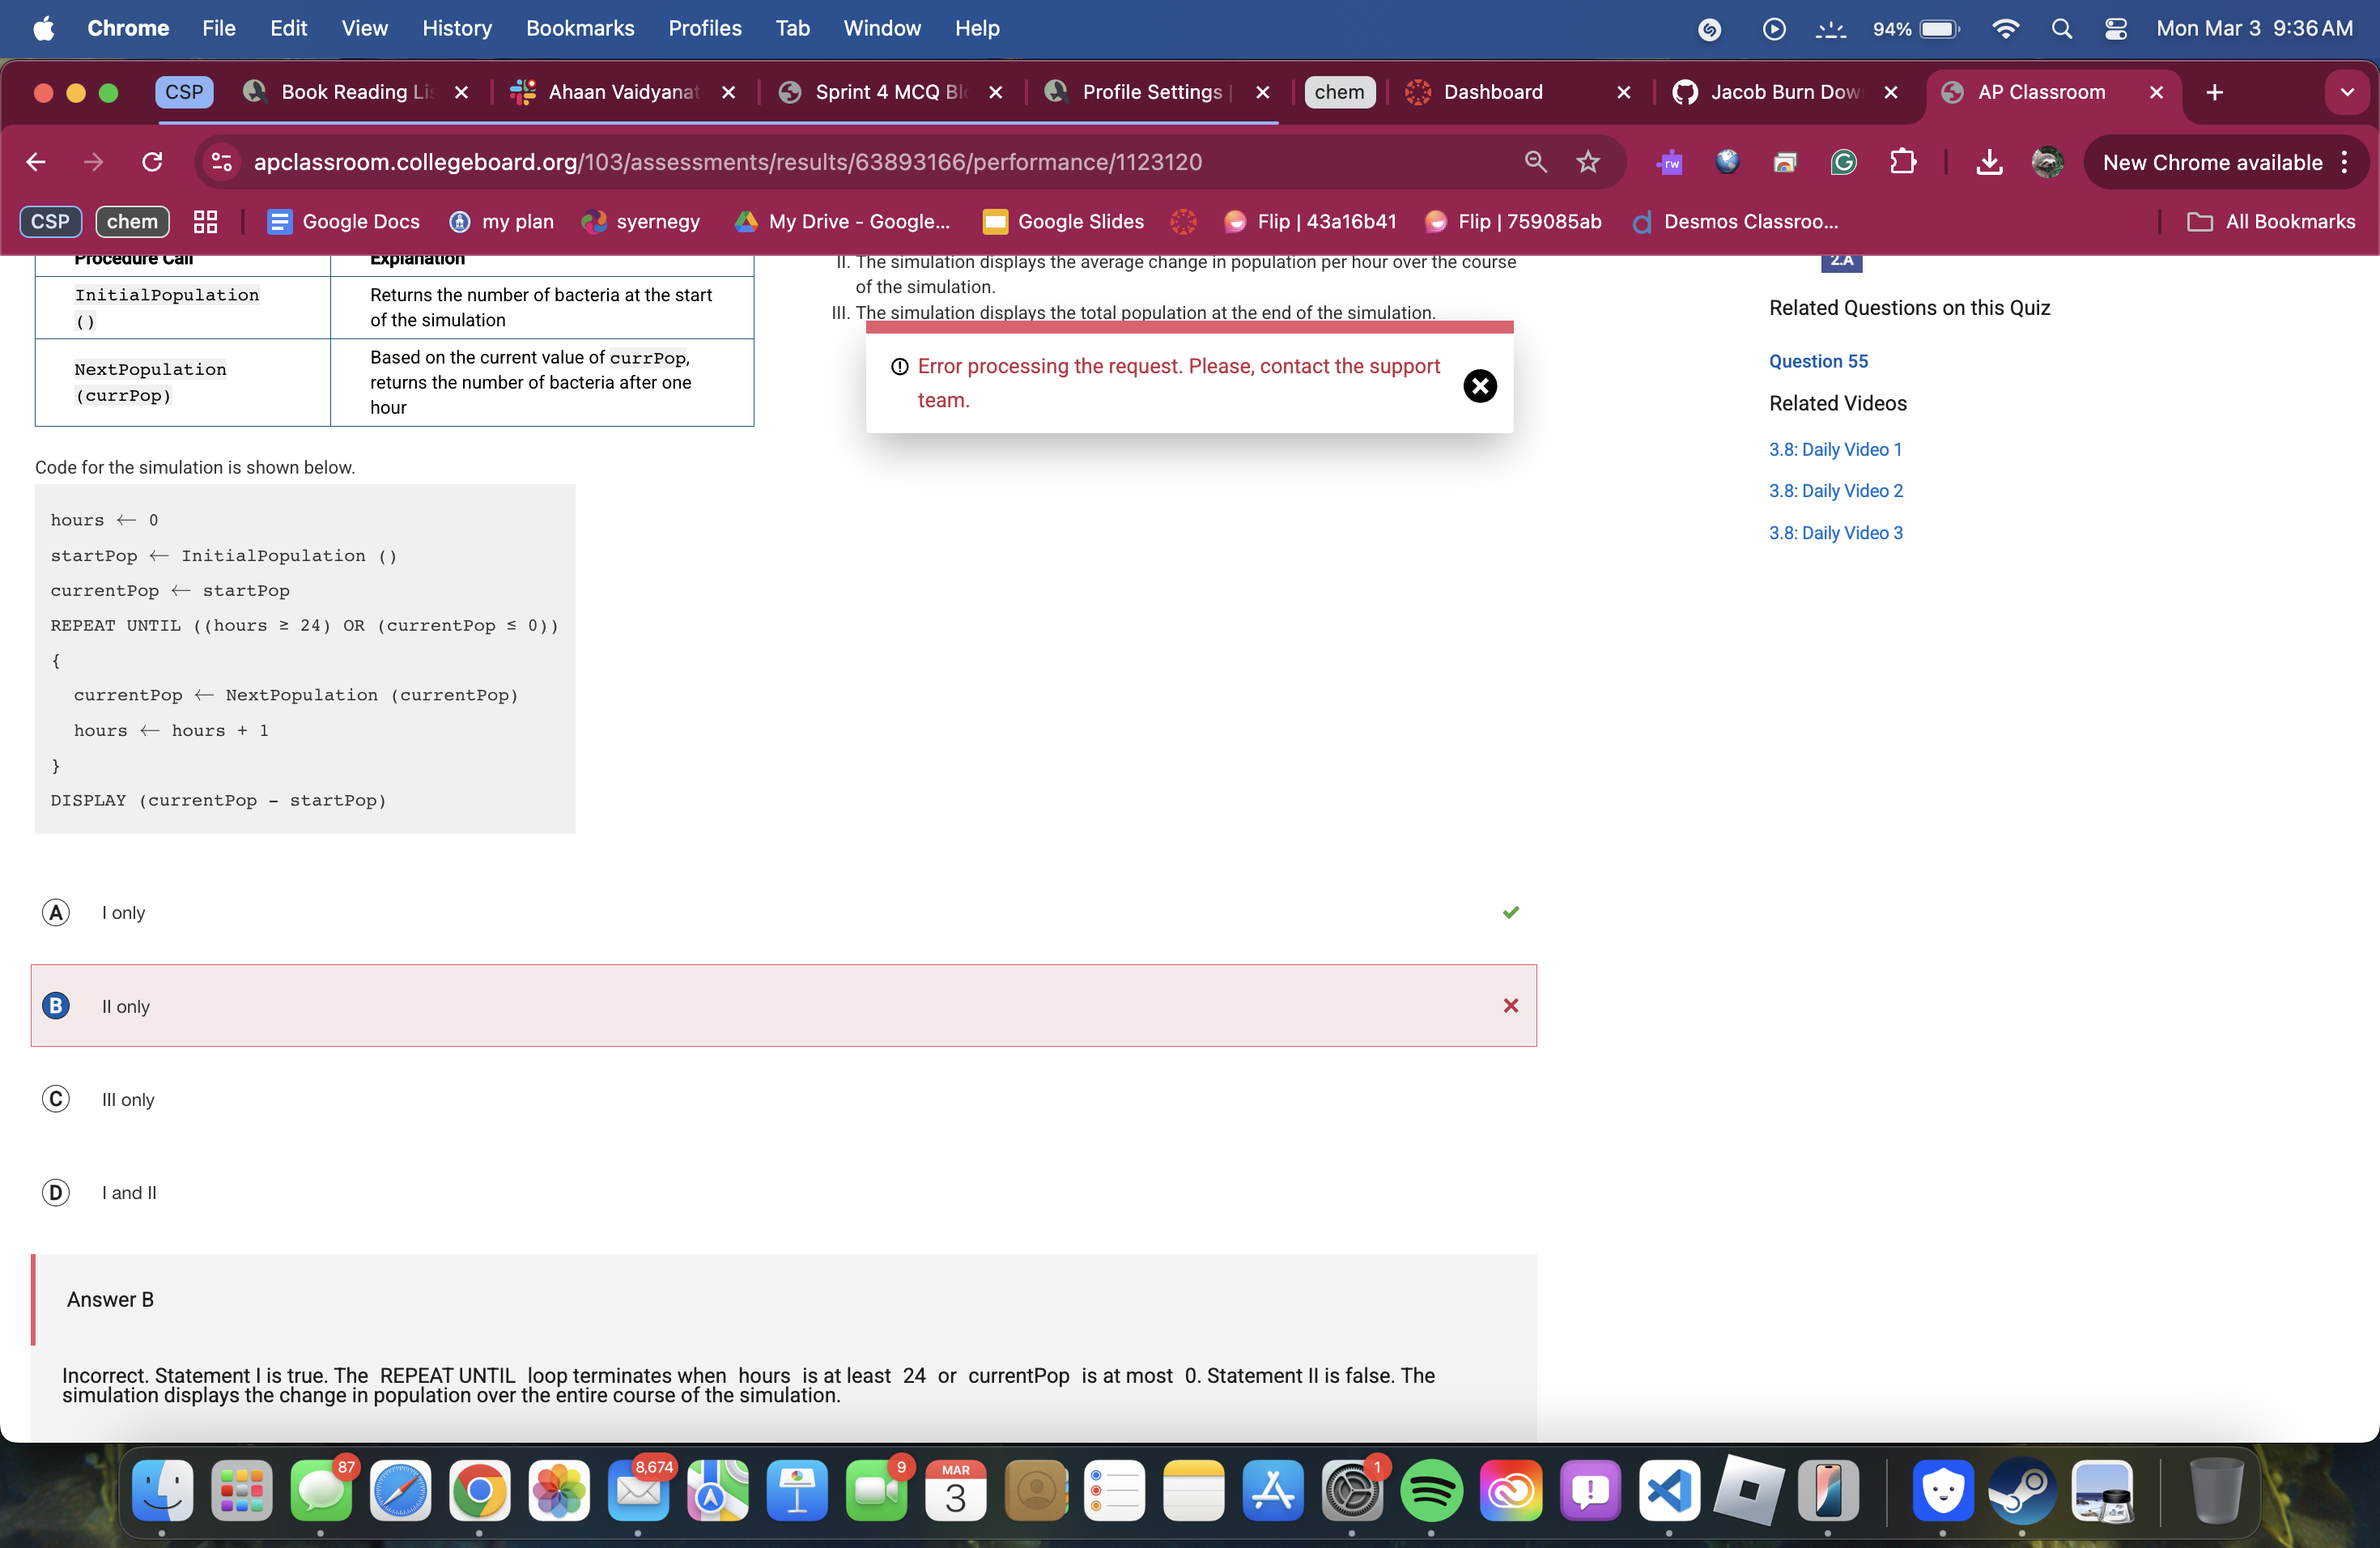 Chrome File Edit View History Bookmarks Profiles Tab Window Help 94% Mon Mar 3 9:36 AM
CSP Book Reading Lis Ahaan Vaidyanat Sprint 4 MCQ Blo Profile Settings | chem Dashboard Jacob Burn Dow AP Classroom
apclassroom.collegeboard.org/103/assessments/results/63893166/performance/1123120 rw New Chrome available
CSP chem Google Docs my plan syernegy My Drive - Google... Google Slides Flip | 43a16b41 Flip | 759085ab Desmos Classroo... All Bookmarks
Procedure Call Explanation
InitialPopulation
()
Returns the number of bacteria at the start
of the simulation
NextPopulation
(currPop)
Based on the current value of currPop,
returns the number of bacteria after one
hour
Code for the simulation is shown below.
hours ← 0
startPop ← InitialPopulation ()
currentPop ← startPop
REPEAT UNTIL ((hours ≥ 24) OR (currentPop ≤ 0))
{
currentPop ← NextPopulation (currentPop)
hours ← hours + 1
}
DISPLAY (currentPop - startPop)
II. The simulation displays the average change in population per hour over the course
of the simulation.
III. The simulation displays the total population at the end of the simulation.
Error processing the request. Please, contact the support
team.
2.A
Related Questions on this Quiz
Question 55
Related Videos
3.8: Daily Video 1
3.8: Daily Video 2
3.8: Daily Video 3
A I only
B II only
C III only
D I and II
Answer B
Incorrect. Statement I is true. The REPEAT UNTIL loop terminates when hours is at least 24 or currentPop is at most 0. Statement II is false. The
simulation displays the change in population over the entire course of the simulation.
87 8,674 9 MAR 3 1